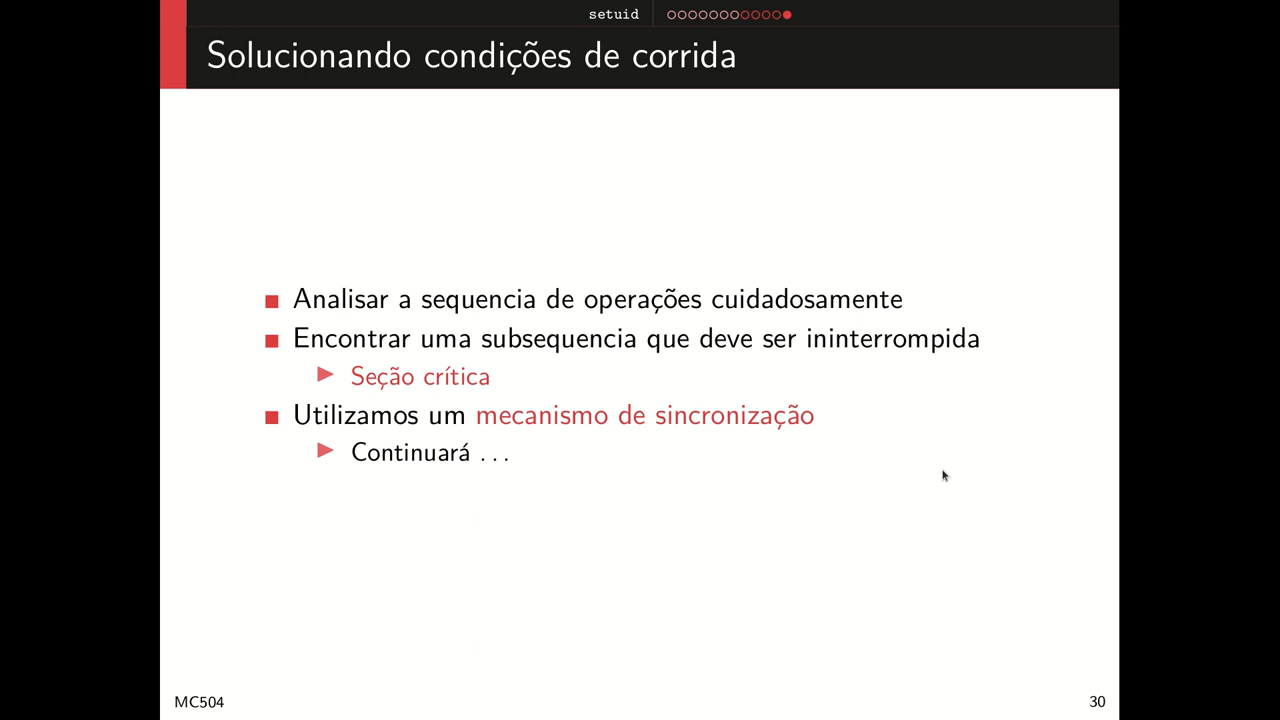 setuid
Solucionando condições de corrida
Analisar a sequencia de operações cuidadosamente
Encontrar uma subsequencia que deve ser ininterrompida
Seção crítica
Utilizamos um mecanismo de sincronização
Continuará ...
MC504
30